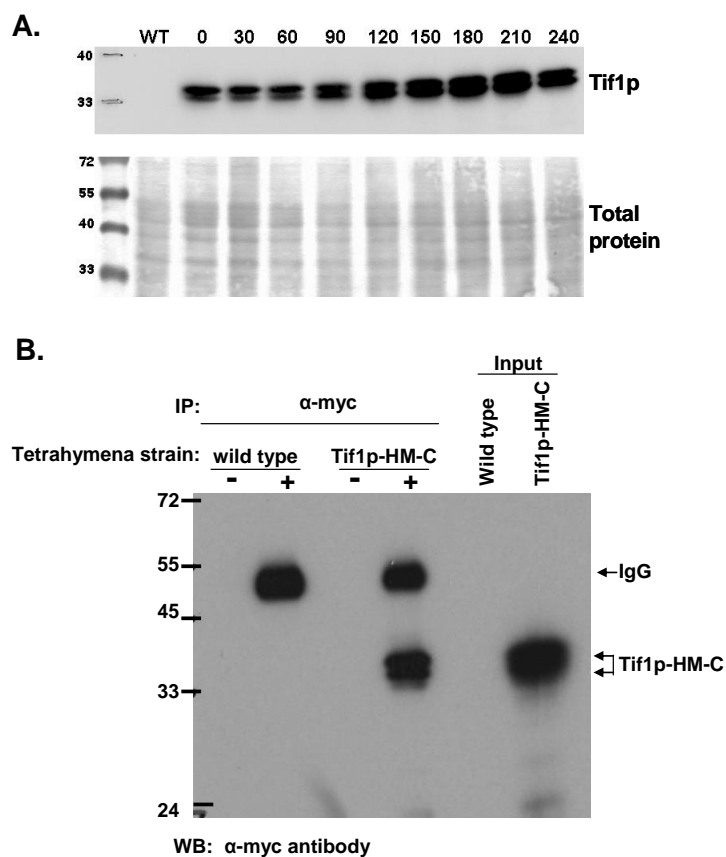 A.
WT 0 30 60 90 120 150 180 210 240
40
33
Tif1p
72
55
40
33
Total
protein
B.
Input
IP: α-myc
Wild type
Tif1p-HM-C
Tetrahymena strain: wild type Tif1p-HM-C
- + - +
72
55
45
33
24
IgG
Tif1p-HM-C
WB: α-myc antibody